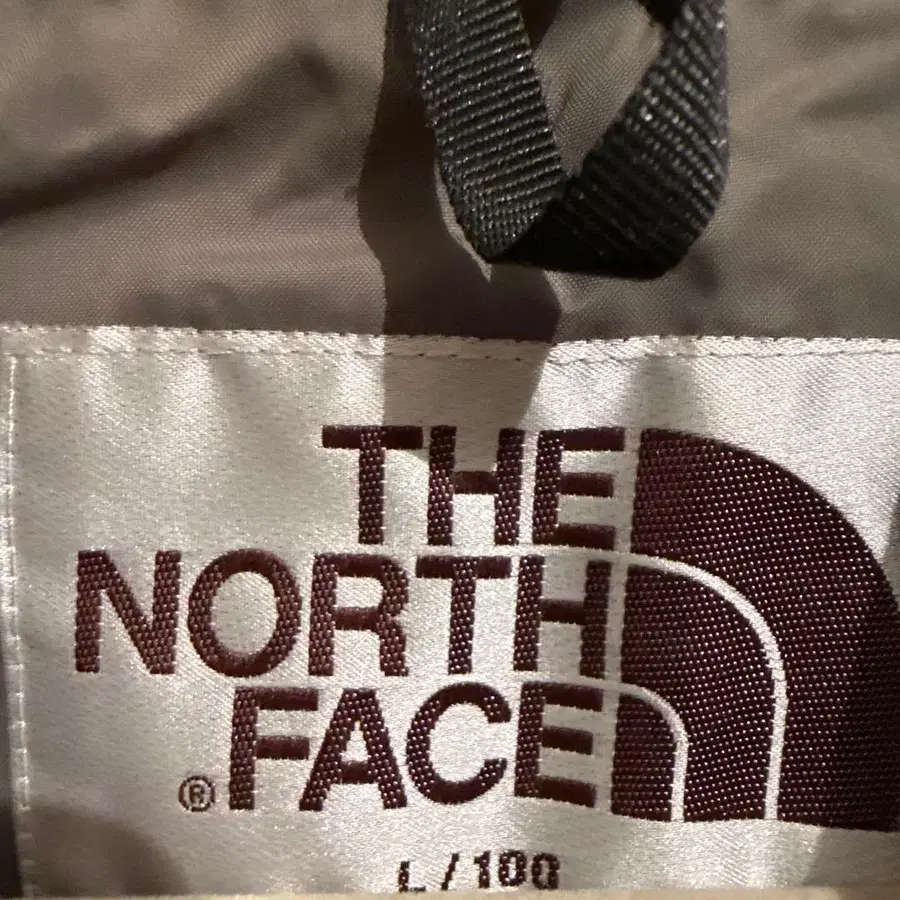 THE
NORTH
®FACE
L / 100